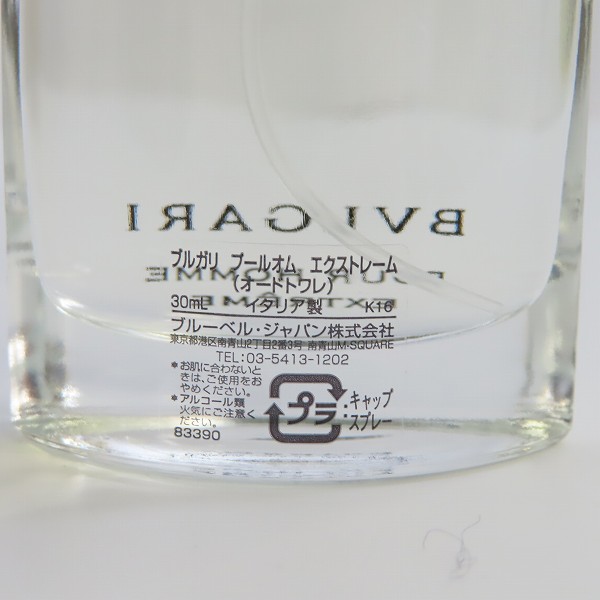 BVLGARI
ブルガリ プールオム エクストレーム
POUR HOMME
(オードトワレ)
EXTRÊME
30mL イタリア製 K16
ブルーベル・ジャパン株式会社
東京都港区南青山2丁目2番3号 南青山M-SQUARE
TEL:03-5413-1202
*お肌に合わないと
きは、ご使用をお
やめください。
*アルコール類
火気にご注意く
ださい。
83390
プラ
:キャップ
スプレー